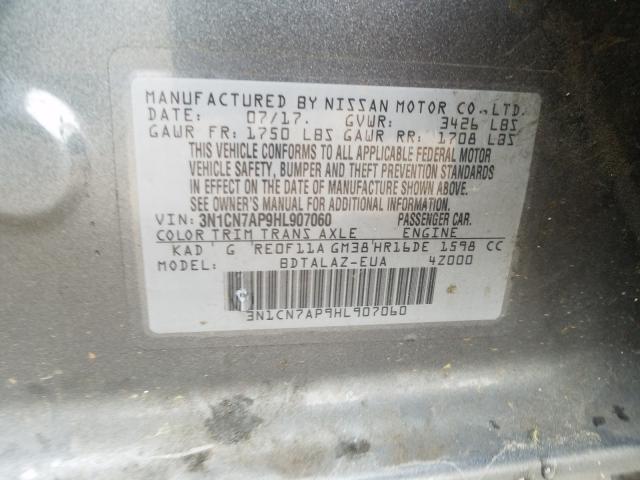 MANUFACTURED BY NISSAN MOTOR CO., LTD.
DATE: 07/17. GVWR: 3426 LBS
GAWR FR: 1750 LBS GAWR RR: 1708 LBS
THIS VEHICLE CONFORMS TO ALL APPLICABLE FEDERAL MOTOR
VEHICLE SAFETY, BUMPER, AND THEFT PREVENTION STANDARDS
IN EFFECT ON THE DATE OF MANUFACTURE SHOWN ABOVE.
SEE OWNER'S MANUAL FOR ADDITIONAL INFORMATION.
VIN: 3N1CN7AP9HL907060 PASSENGER CAR.
COLOR TRIM TRANS AXLE ENGINE
KAD G RE0F11A GM38 HR16DE 1598 CC
MODEL: BDTALAZ-EUA 4Z000
3N1CN7AP9HL907060